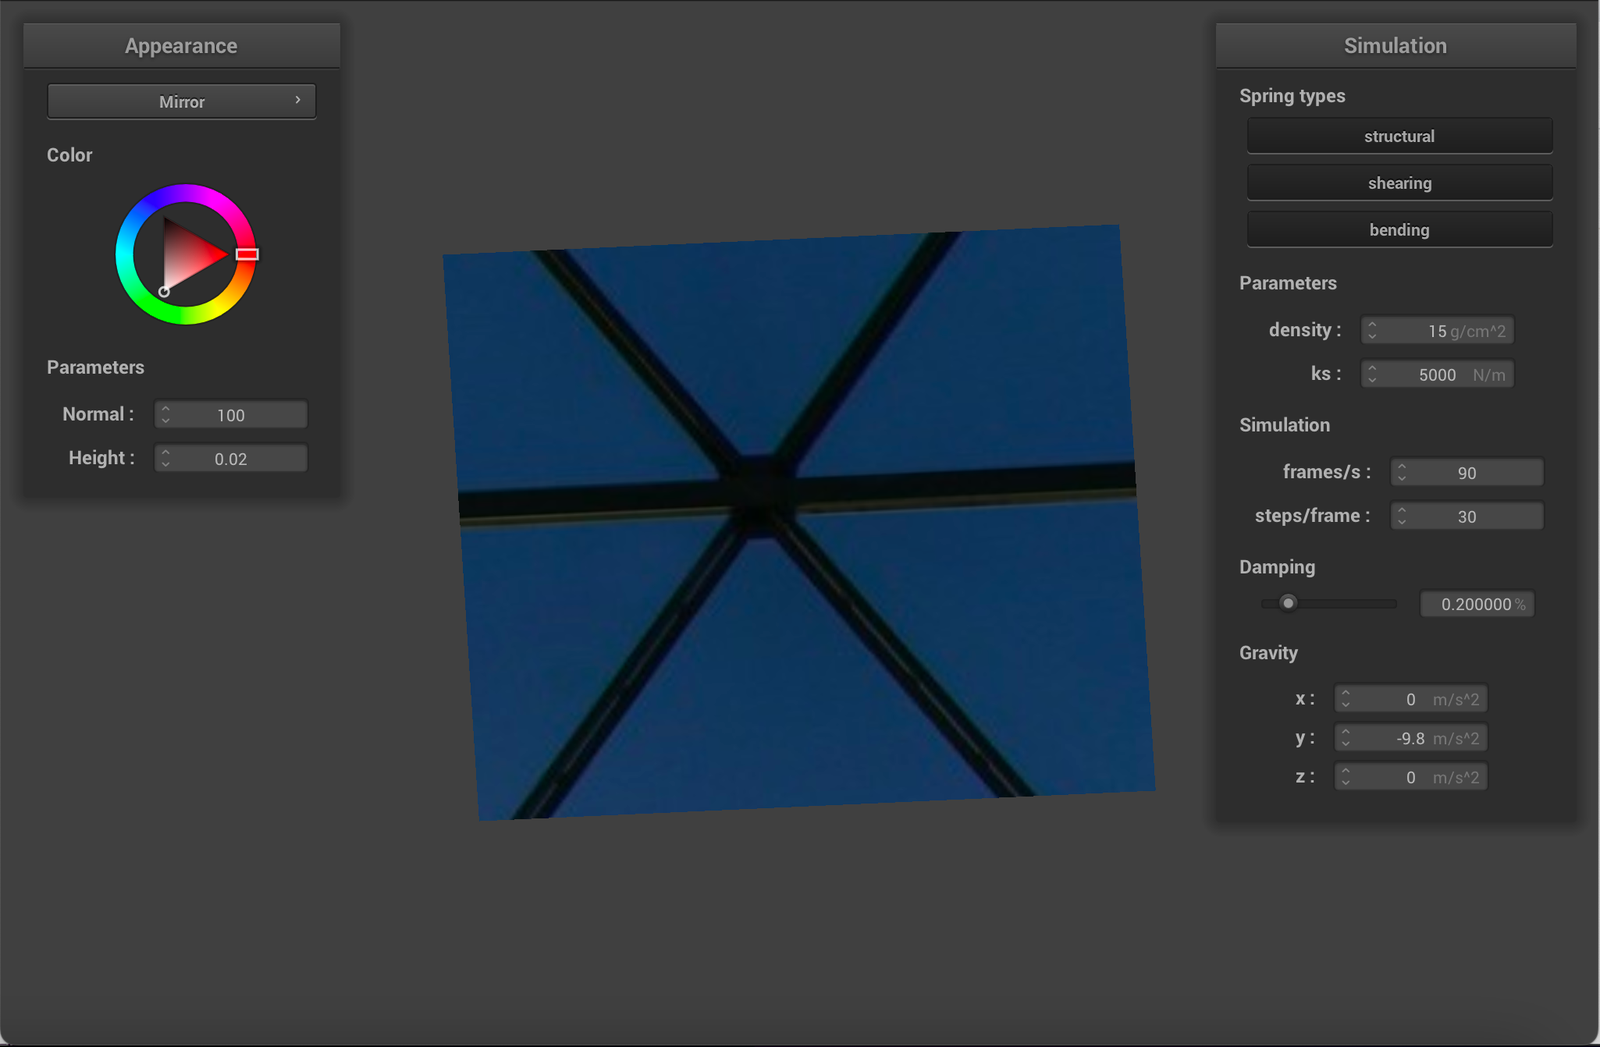 Appearance
Mirror
Color
Parameters
Normal : 100
Height : 0.02
Simulation
Spring types
structural
shearing
bending
Parameters
density : 15 g/cm^2
ks : 5000 N/m
Simulation
frames/s : 90
steps/frame : 30
Damping
0.200000 %
Gravity
x : 0 m/s^2
y : -9.8 m/s^2
z : 0 m/s^2